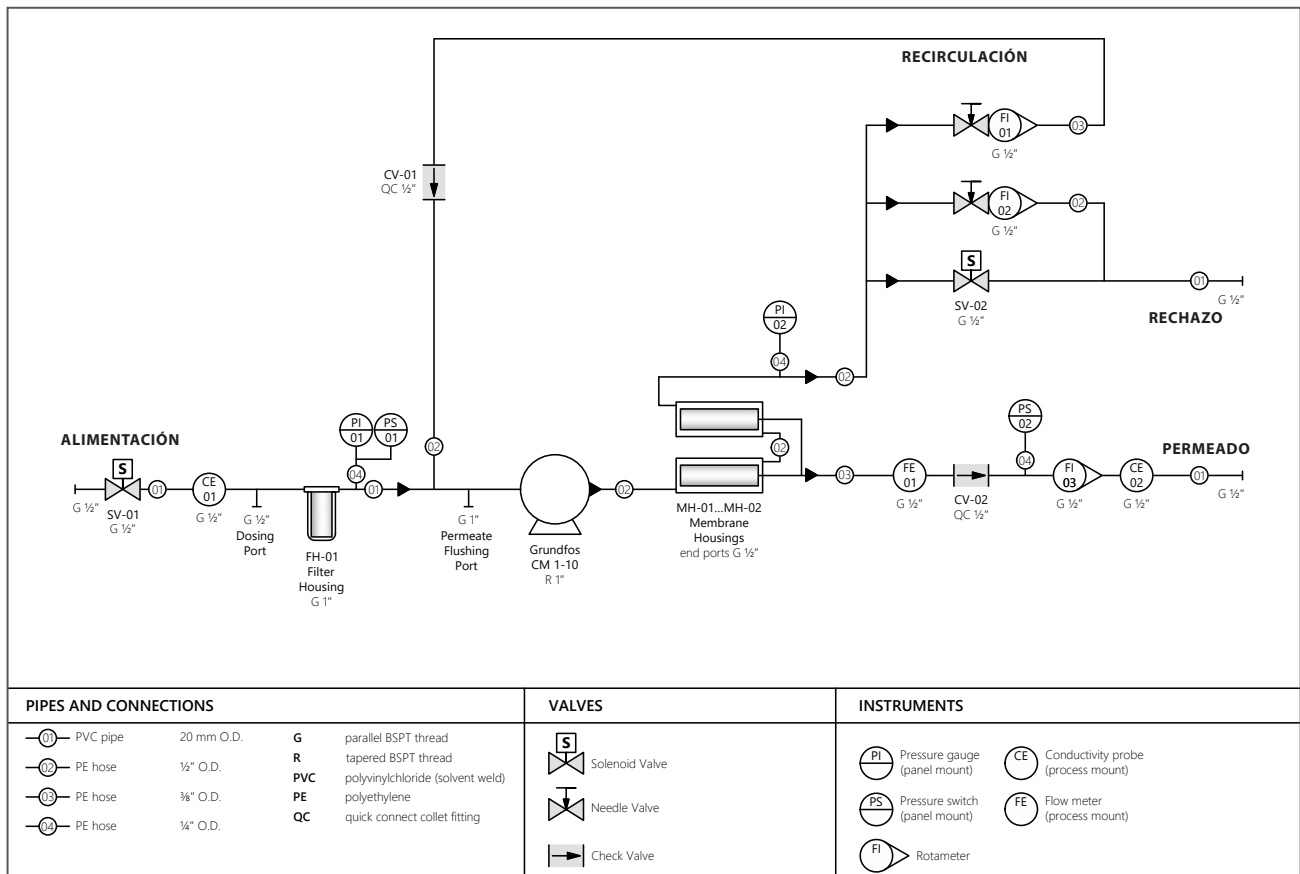 RECIRCULACIÓN
FI
01
03
G ½“
CV-01
QC ½“
FI
02
02
G ½“
S
SV-02
G ½“
01
G ½“
RECHAZO
PI
02
04
02
ALIMENTACIÓN
PI
01
PS
01
04
02
S
G ½“
SV-01
G ½“
01
CE
01
G ½“
G ½“
Dosing
Port
FH-01
Filter
Housing
G 1“
01
G 1“
Permeate
Flushing
Port
Grundfos
CM 1-10
R 1“
02
02
MH-01...MH-02
Membrane
Housings
end ports G ½“
03
FE
01
G ½“
CV-02
QC ½“
PS
02
04
FI
03
G ½“
CE
02
G ½“
PERMEADO
01
G ½“
PIPES AND CONNECTIONS
01 PVC pipe 20 mm O.D.
02 PE hose ½“ O.D.
03 PE hose ⅜“ O.D.
04 PE hose ¼“ O.D.
G parallel BSPT thread
R tapered BSPT thread
PVC polyvinylchloride (solvent weld)
PE polyethylene
QC quick connect collet fitting
VALVES
S
Solenoid Valve
Needle Valve
Check Valve
INSTRUMENTS
PI Pressure gauge
(panel mount)
PS Pressure switch
(panel mount)
FI Rotameter
CE Conductivity probe
(process mount)
FE Flow meter
(process mount)